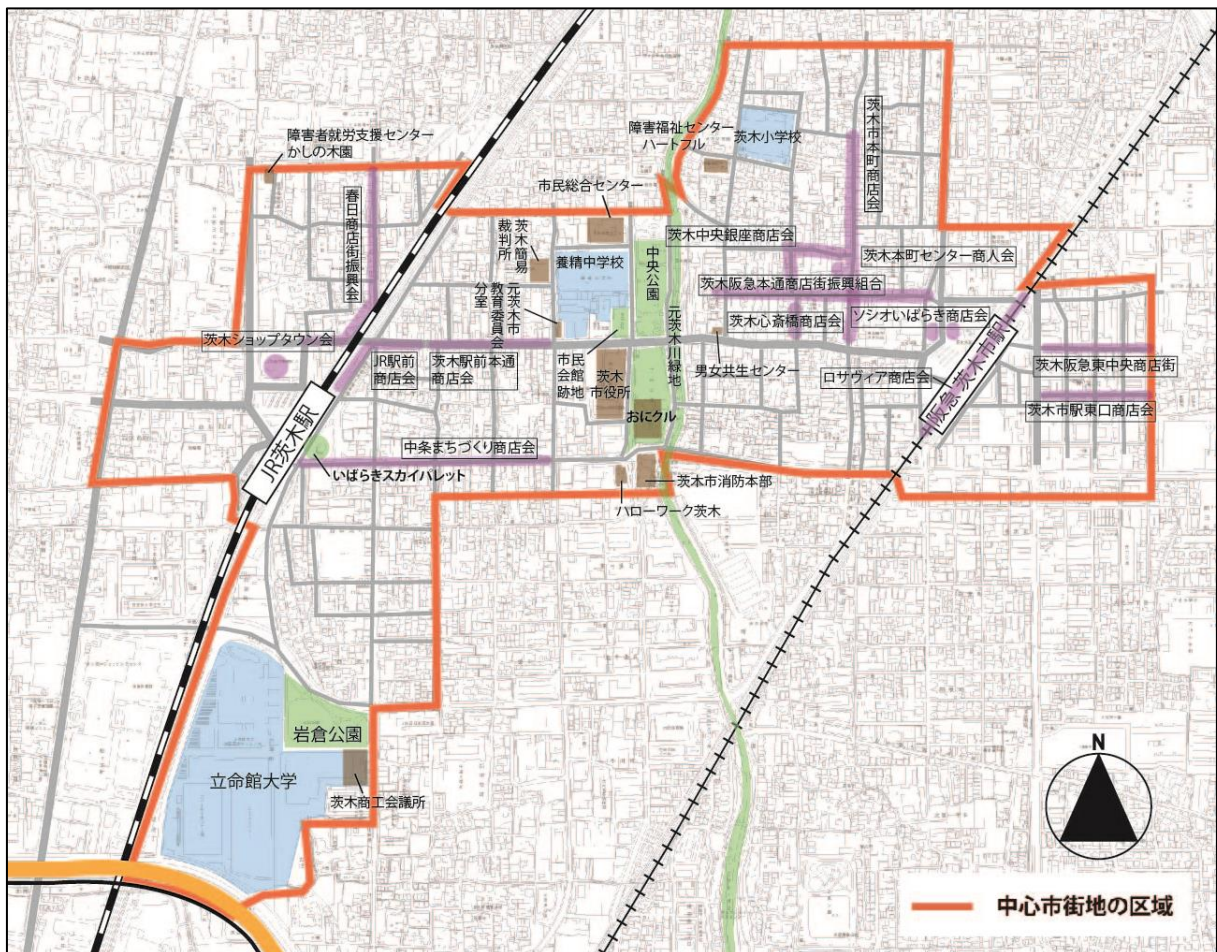 障害者就労支援センター
かしの木園
障害福祉センター
ハートフル
茨木小学校
茨木市本町商店会
市民総合センター
春日商店街振興会
茨木簡易
裁判所
養精中学校
中央公園
茨木中央銀座商店会
茨木本町センター商人会
元茨木市
教育委員会
分室
茨木阪急本通商店街振興組合
茨木ショップタウン会
JR駅前
商店会
茨木駅前本通
商店会
市民
会館
跡地
茨木
市役所
元茨木川緑地
茨木心斎橋商店会
ソシオいばらき商店会
男女共生センター
ロサヴィア商店会
阪急茨木市駅
茨木阪急東中央商店街
茨木市駅東口商店会
おにクル
JR茨木駅
中条まちづくり商店会
いばらきスカイパレット
茨木市消防本部
ハローワーク茨木
岩倉公園
立命館大学
茨木商工会議所
N
中心市街地の区域